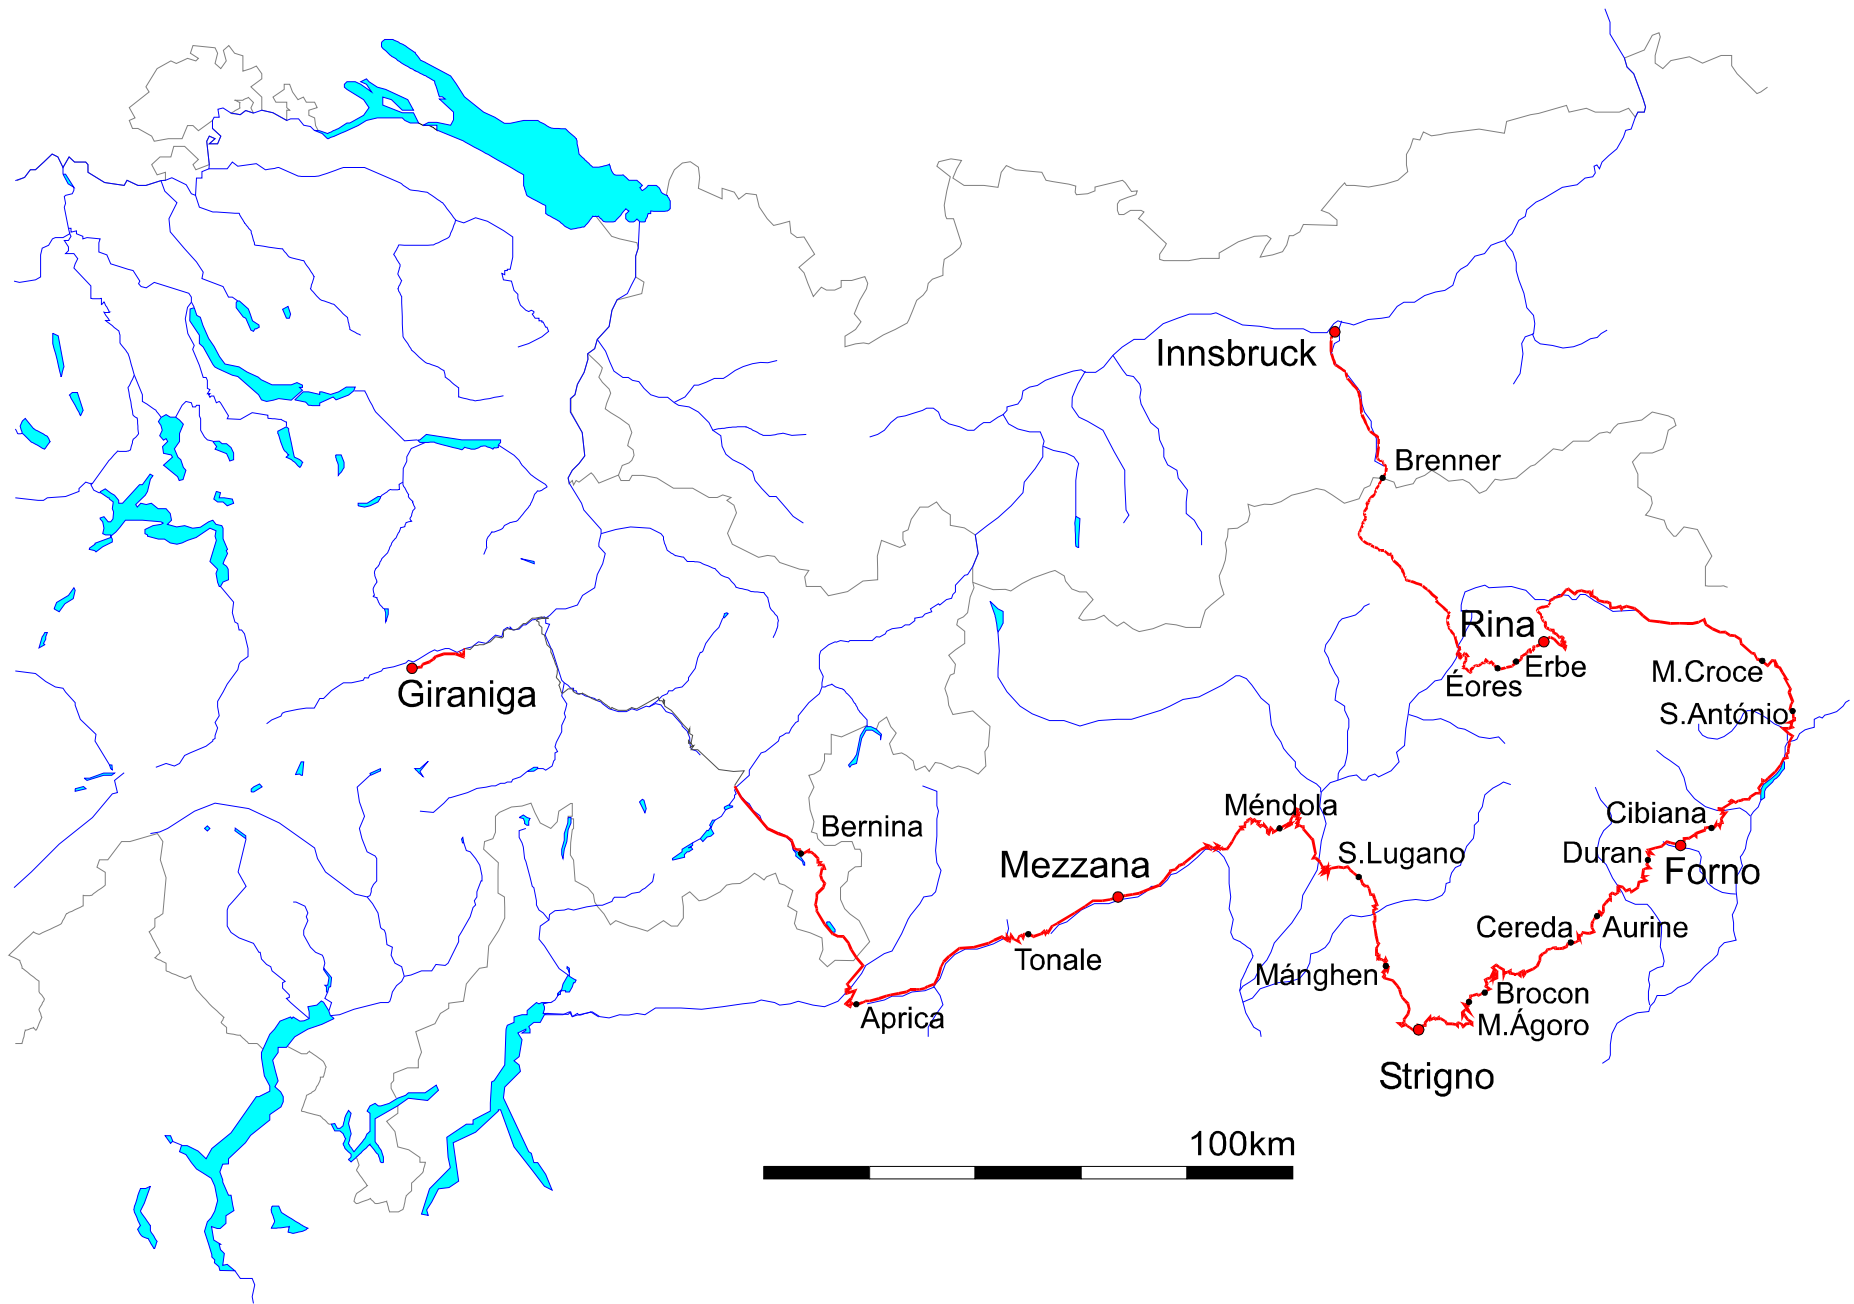 Innsbruck
Brenner
Rina
Erbe
Éores
M.Croce
S.António
Giraniga
Méndola
Cibiana
Bernina
S.Lugano
Duran
Forno
Mezzana
Cereda
Aurine
Tonale
Mánghen
Brocon
Aprica
M.Ágoro
Strigno
100km